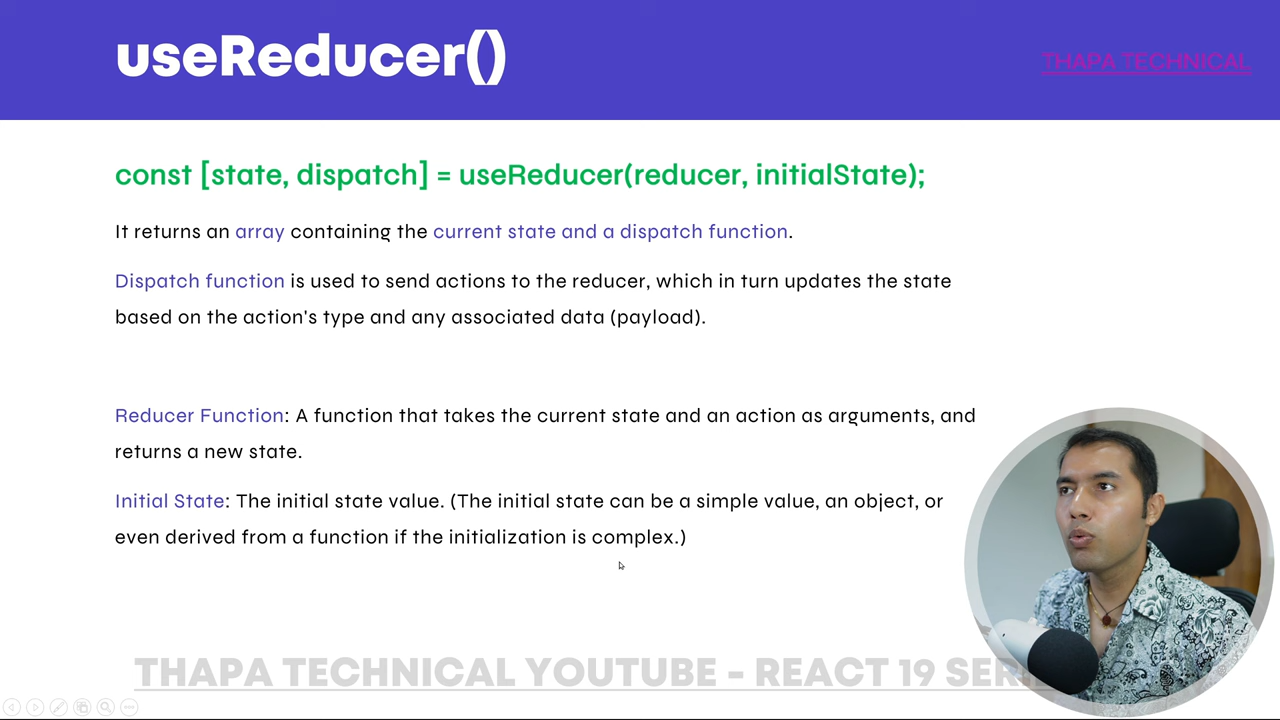 useReducer()
THAPA TECHNICAL
const [state, dispatch] = useReducer(reducer, initialState);
It returns an array containing the current state and a dispatch function.
Dispatch function is used to send actions to the reducer, which in turn updates the state
based on the action's type and any associated data (payload).
Reducer Function: A function that takes the current state and an action as arguments, and
returns a new state.
Initial State: The initial state value. (The initial state can be a simple value, an object, or
even derived from a function if the initialization is complex.)
THAPA TECHNICAL YOUTUBE - REACT 19